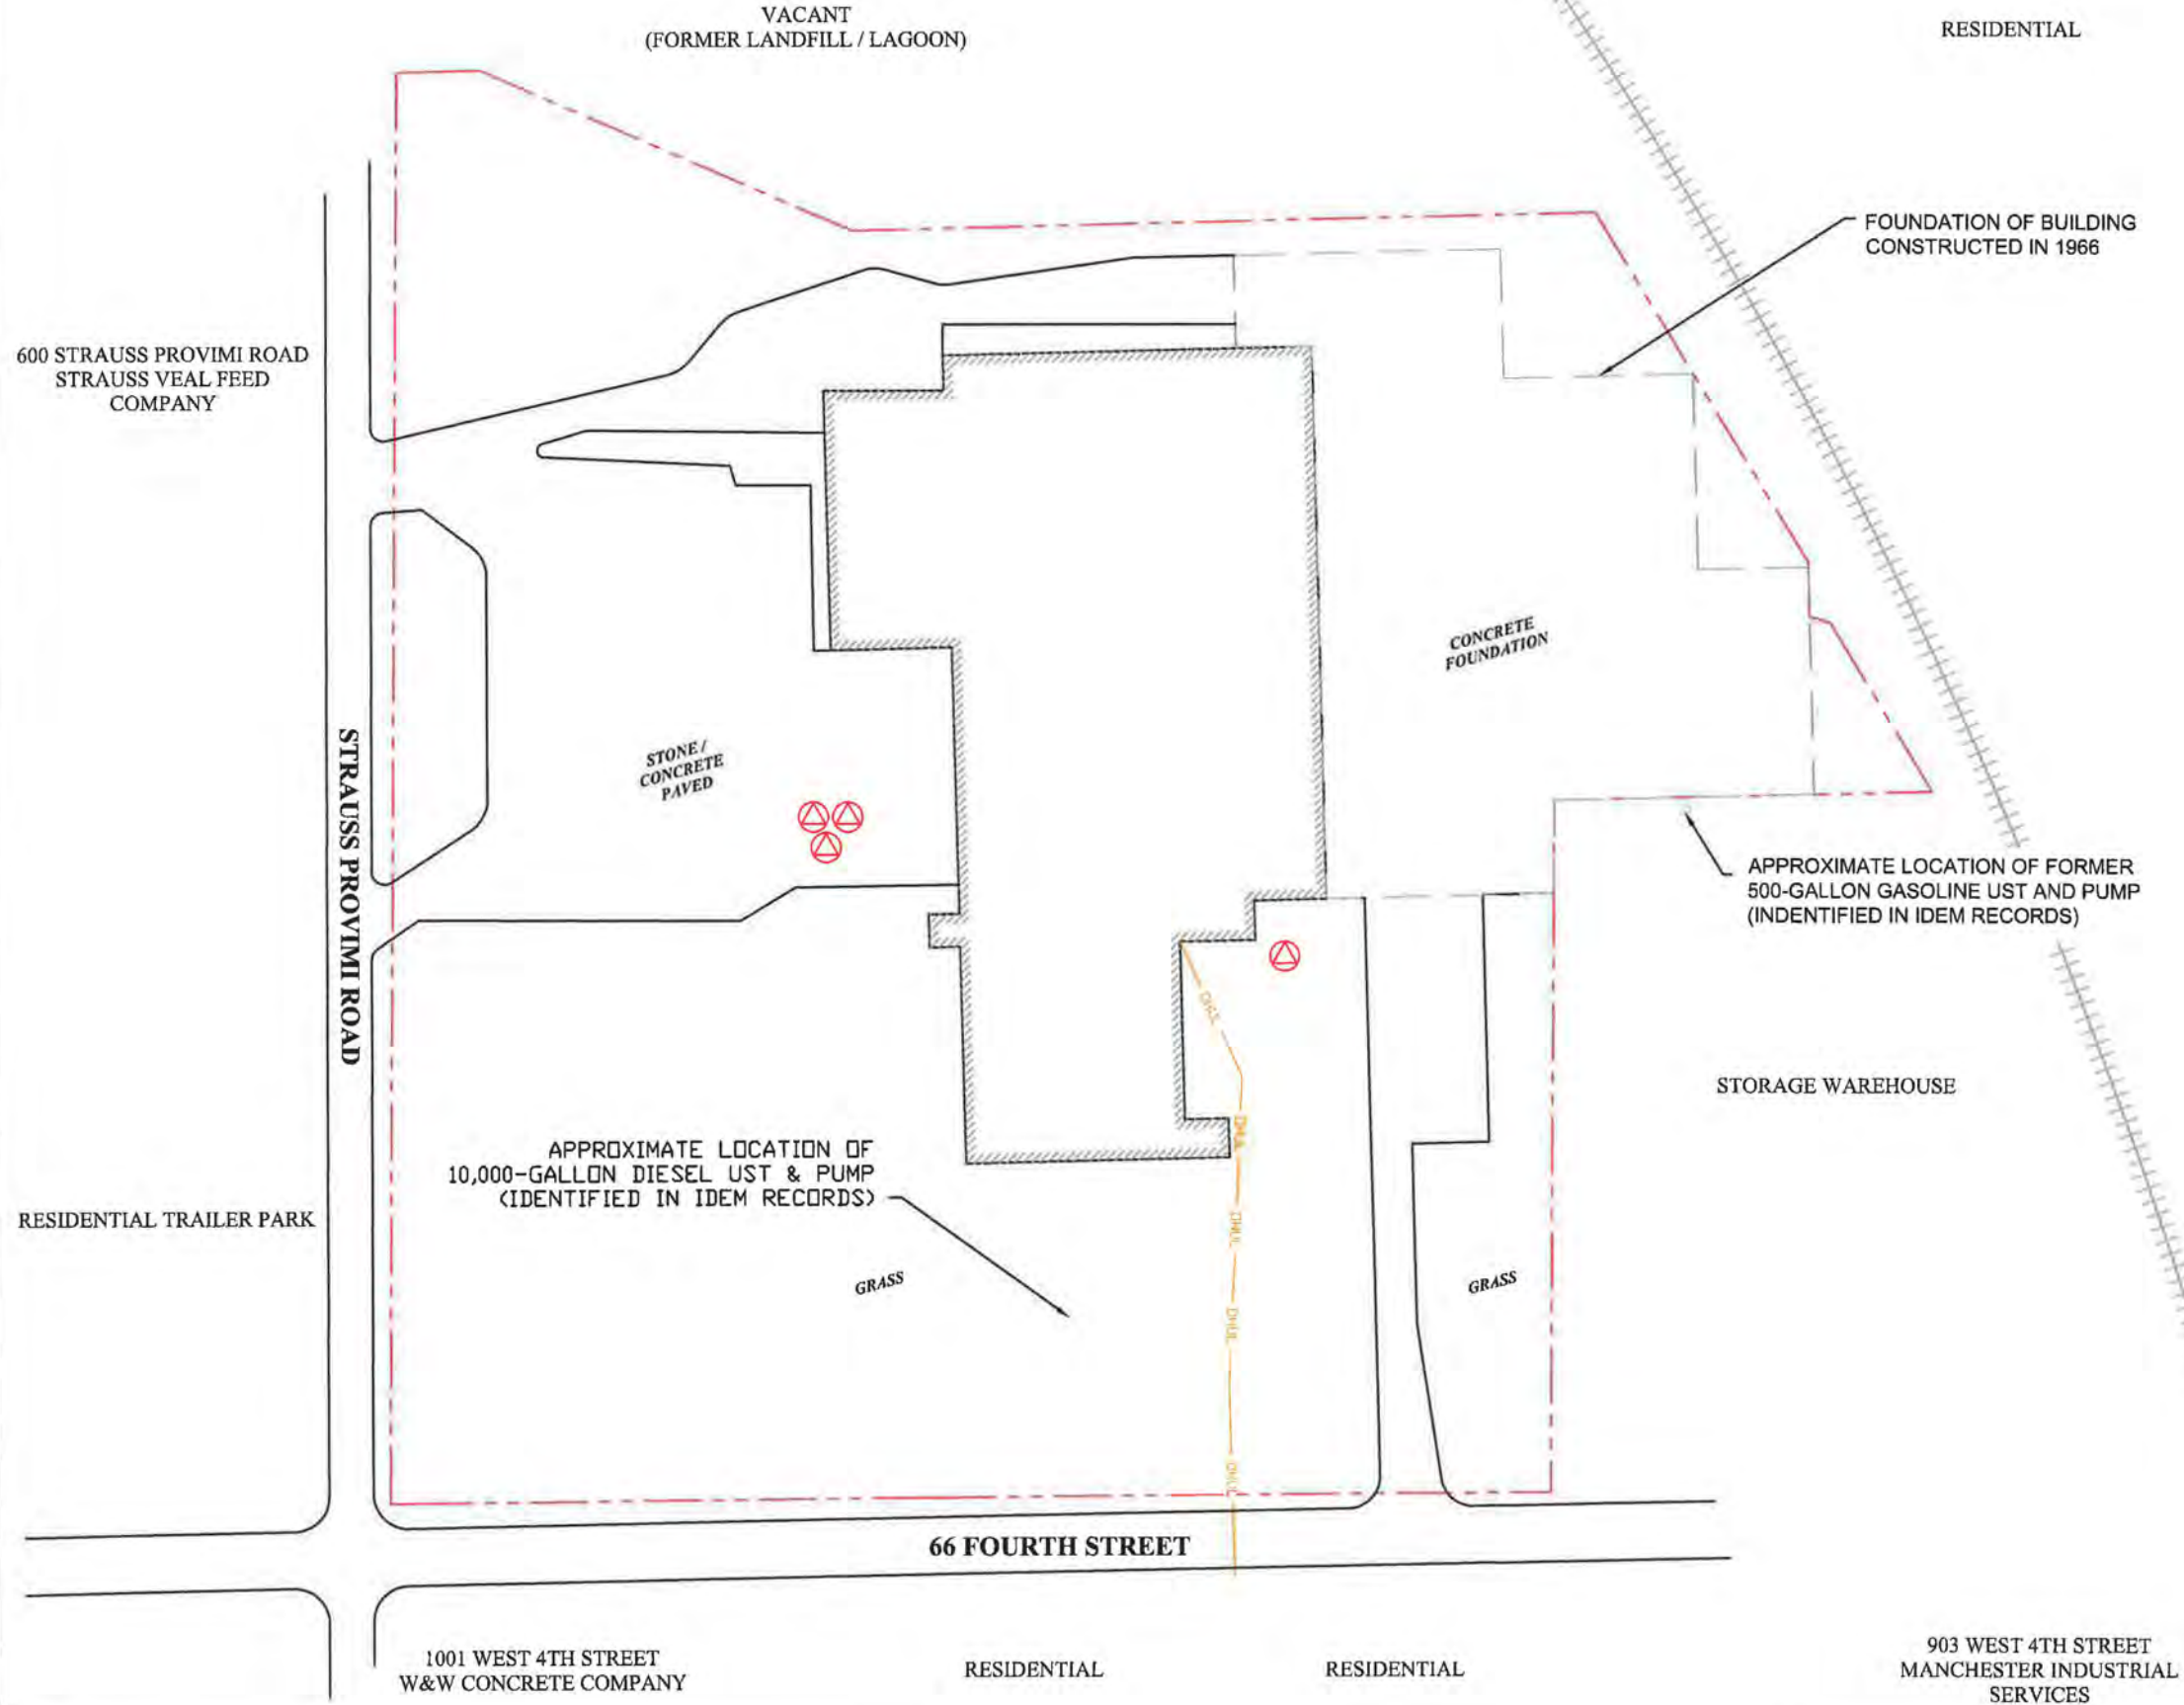 VACANT
(FORMER LANDFILL / LAGOON)
RESIDENTIAL
FOUNDATION OF BUILDING
CONSTRUCTED IN 1966
600 STRAUSS PROVIMI ROAD
STRAUSS VEAL FEED
COMPANY
CONCRETE
FOUNDATION
STONE /
CONCRETE
PAVED
STRAUSS PROVIMI ROAD
APPROXIMATE LOCATION OF FORMER
500-GALLON GASOLINE UST AND PUMP
(INDENTIFIED IN IDEM RECORDS)
STORAGE WAREHOUSE
APPROXIMATE LOCATION OF
10,000-GALLON DIESEL UST & PUMP
(IDENTIFIED IN IDEM RECORDS)
RESIDENTIAL TRAILER PARK
GRASS
GRASS
66 FOURTH STREET
1001 WEST 4TH STREET
W&W CONCRETE COMPANY
RESIDENTIAL
RESIDENTIAL
903 WEST 4TH STREET
MANCHESTER INDUSTRIAL
SERVICES